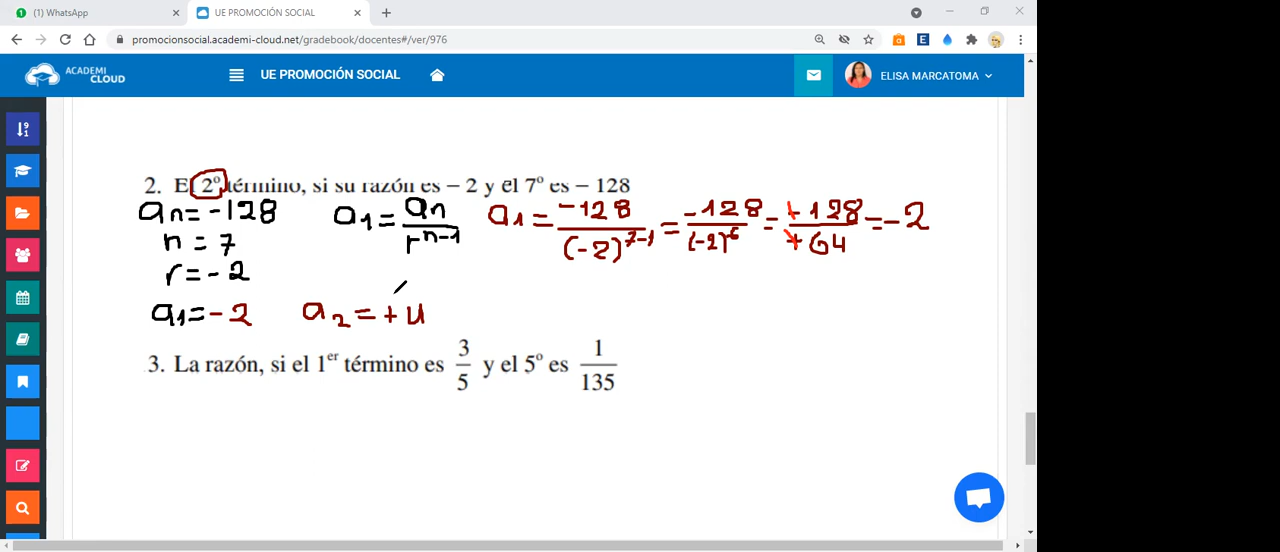 (1) WhatsApp
UE PROMOCIÓN SOCIAL
promocionsocial.academi-cloud.net/gradebook/docentes#/ver/976
E
ACADEMI CLOUD
UE PROMOCIÓN SOCIAL
ELISA MARCATOMA
2. El 2º término, si su razón es − 2 y el 7º es − 128
an = -128
n = 7
r = -2
a1 = an / r^(n-1)
a1 = -128 / (-2)^(7-1) = -128 / (-2)^6 = -128 / +64 = -2
a1 = -2
a2 = +4
3. La razón, si el 1er término es 3/5 y el 5º es 1/135